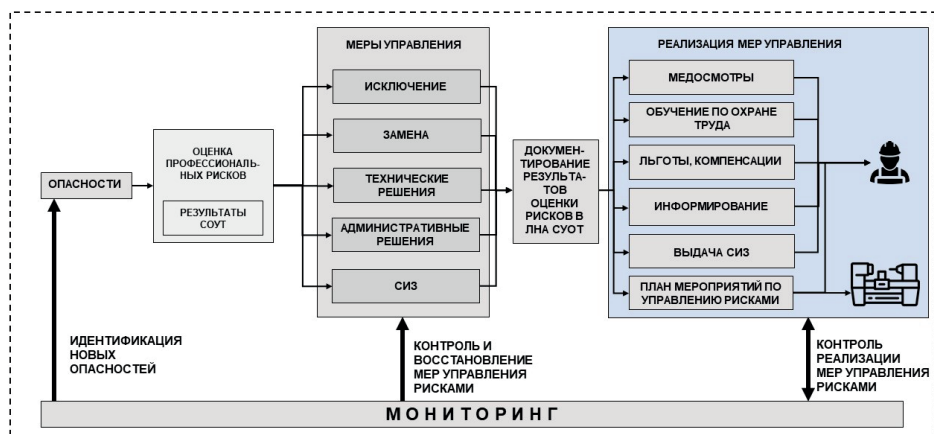 МЕРЫ УПРАВЛЕНИЯ
РЕАЛИЗАЦИЯ МЕР УПРАВЛЕНИЯ
ОПАСНОСТИ
ОЦЕНКА
ПРОФЕССИОНАЛЬ-
НЫХ РИСКОВ
РЕЗУЛЬТАТЫ
СОУТ
ИСКЛЮЧЕНИЕ
ЗАМЕНА
ТЕХНИЧЕСКИЕ
РЕШЕНИЯ
АДМИНИСТРАТИВНЫЕ
РЕШЕНИЯ
СИЗ
ДОКУМЕН-
ТИРОВАНИЕ
РЕЗУЛЬТА-
ТОВ
ОЦЕНКИ
РИСКОВ В
ЛНА СУОТ
МЕДОСМОТРЫ
ОБУЧЕНИЕ ПО ОХРАНЕ
ТРУДА
ЛЬГОТЫ, КОМПЕНСАЦИИ
ИНФОРМИРОВАНИЕ
ВЫДАЧА СИЗ
ПЛАН МЕРОПРИЯТИЙ ПО
УПРАВЛЕНИЮ РИСКАМИ
ИДЕНТИФИКАЦИЯ
НОВЫХ
ОПАСНОСТЕЙ
КОНТРОЛЬ И
ВОССТАНОВЛЕНИЕ
МЕР УПРАВЛЕНИЯ
РИСКАМИ
КОНТРОЛЬ
РЕАЛИЗАЦИИ
МЕР УПРАВЛЕНИЯ
РИСКАМИ
МОНИТОРИНГ